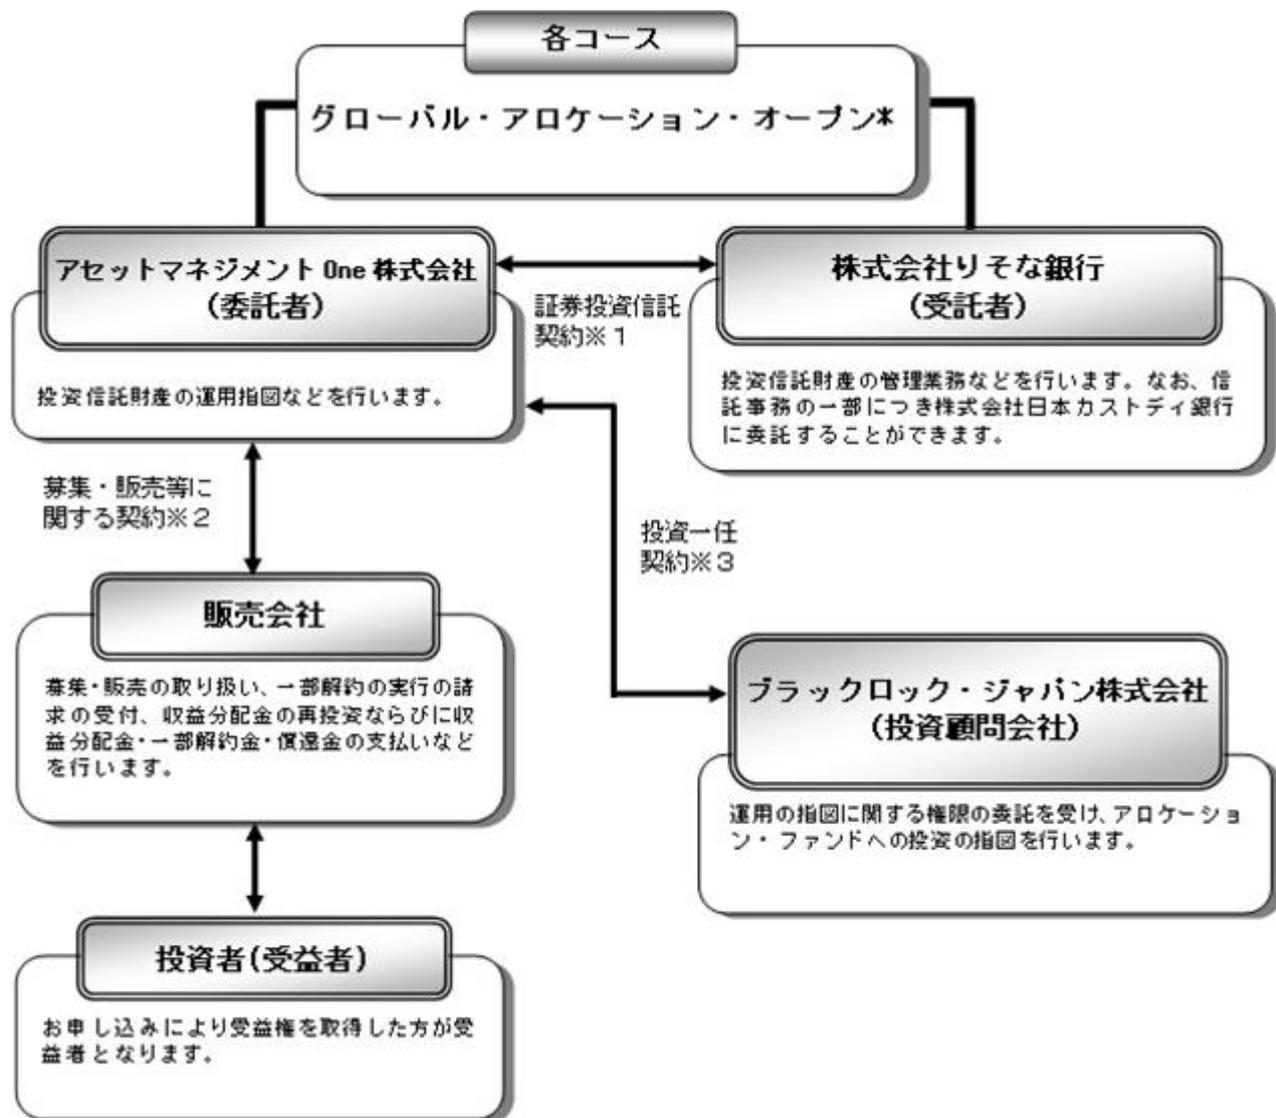 各コース
グローバル・アロケーション・オープン*
アセットマネジメント One 株式会社
(委託者)
投資信託財産の運用指図などを行います。
証券投資信託
契約※1
株式会社りそな銀行
(受託者)
投資信託財産の管理業務などを行います。なお、信
託事務の一部につき株式会社日本カストディ銀行
に委託することができます。
募集・販売等に
関する契約※2
投資一任
契約※3
販売会社
募集・販売の取り扱い、一部解約の実行の請
求の受付、収益分配金の再投資ならびに収
益分配金・一部解約金・償還金の支払いなど
を行います。
ブラックロック・ジャパン株式会社
(投資顧問会社)
運用の指図に関する権限の委託を受け、アロケーショ
ン・ファンドへの投資の指図を行います。
投資者(受益者)
お申し込みにより受益権を取得した方が受
益者となります。